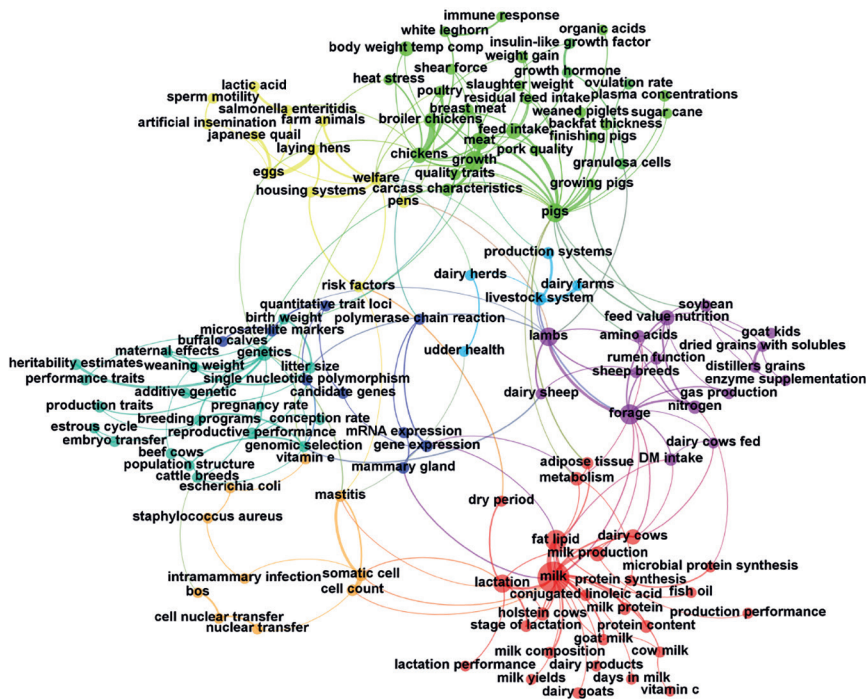 immune response
white leghorn
organic acids
insulin-like growth factor
body weight temp comp
weight gain
shear force
growth hormone
heat stress
slaughter weight
ovulation rate
lactic acid
poultry
residual feed intake
plasma concentrations
sperm motility
breast meat
weaned piglets
sugar cane
salmonella enteritidis
farm animals
broiler chickens
backfat thickness
artificial insemination
feed intake
finishing pigs
japanese quail
meat
pork quality
laying hens
chickens
growth
granulosa cells
eggs
welfare
quality traits
growing pigs
housing systems
carcass characteristics
pens
pigs
production systems
dairy herds
risk factors
dairy farms
livestock system
soybean
quantitative trait loci
feed value nutrition
birth weight
polymerase chain reaction
microsatellite markers
amino acids
goat kids
buffalo calves
lambs
dried grains with solubles
maternal effects
genetics
udder health
rumen function
heritability estimates
weaning weight
litter size
sheep breeds
distillers grains
performance traits
single nucleotide polymorphism
enzyme supplementation
additive genetic
candidate genes
dairy sheep
gas production
production traits
pregnancy rate
nitrogen
breeding programs
conception rate
forage
estrous cycle
reproductive performance
mRNA expression
embryo transfer
genomic selection
gene expression
dairy cows fed
beef cows
vitamin e
DM intake
population structure
mammary gland
adipose tissue
cattle breeds
metabolism
escherichia coli
mastitis
dry period
staphylococcus aureus
fat lipid
dairy cows
milk production
microbial protein synthesis
intramammary infection
somatic cell
cell count
lactation
milk
protein synthesis
bos
conjugated linoleic acid
fish oil
cell nuclear transfer
holstein cows
milk protein
production performance
nuclear transfer
stage of lactation
protein content
goat milk
milk composition
cow milk
lactation performance
dairy products
milk yields
days in milk
dairy goats
vitamin c